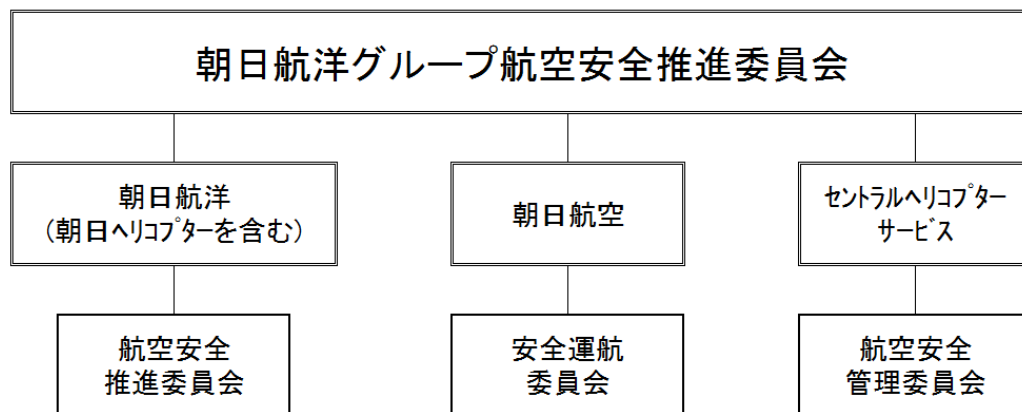 朝日航洋グループ航空安全推進委員会
朝日航洋
（朝日ﾍﾘｺﾌﾟﾀｰを含む）
朝日航空
ｾﾝﾄﾗﾙﾍﾘｺﾌﾟﾀｰ
ｻｰﾋﾞｽ
航空安全
推進委員会
安全運航
委員会
航空安全
管理委員会